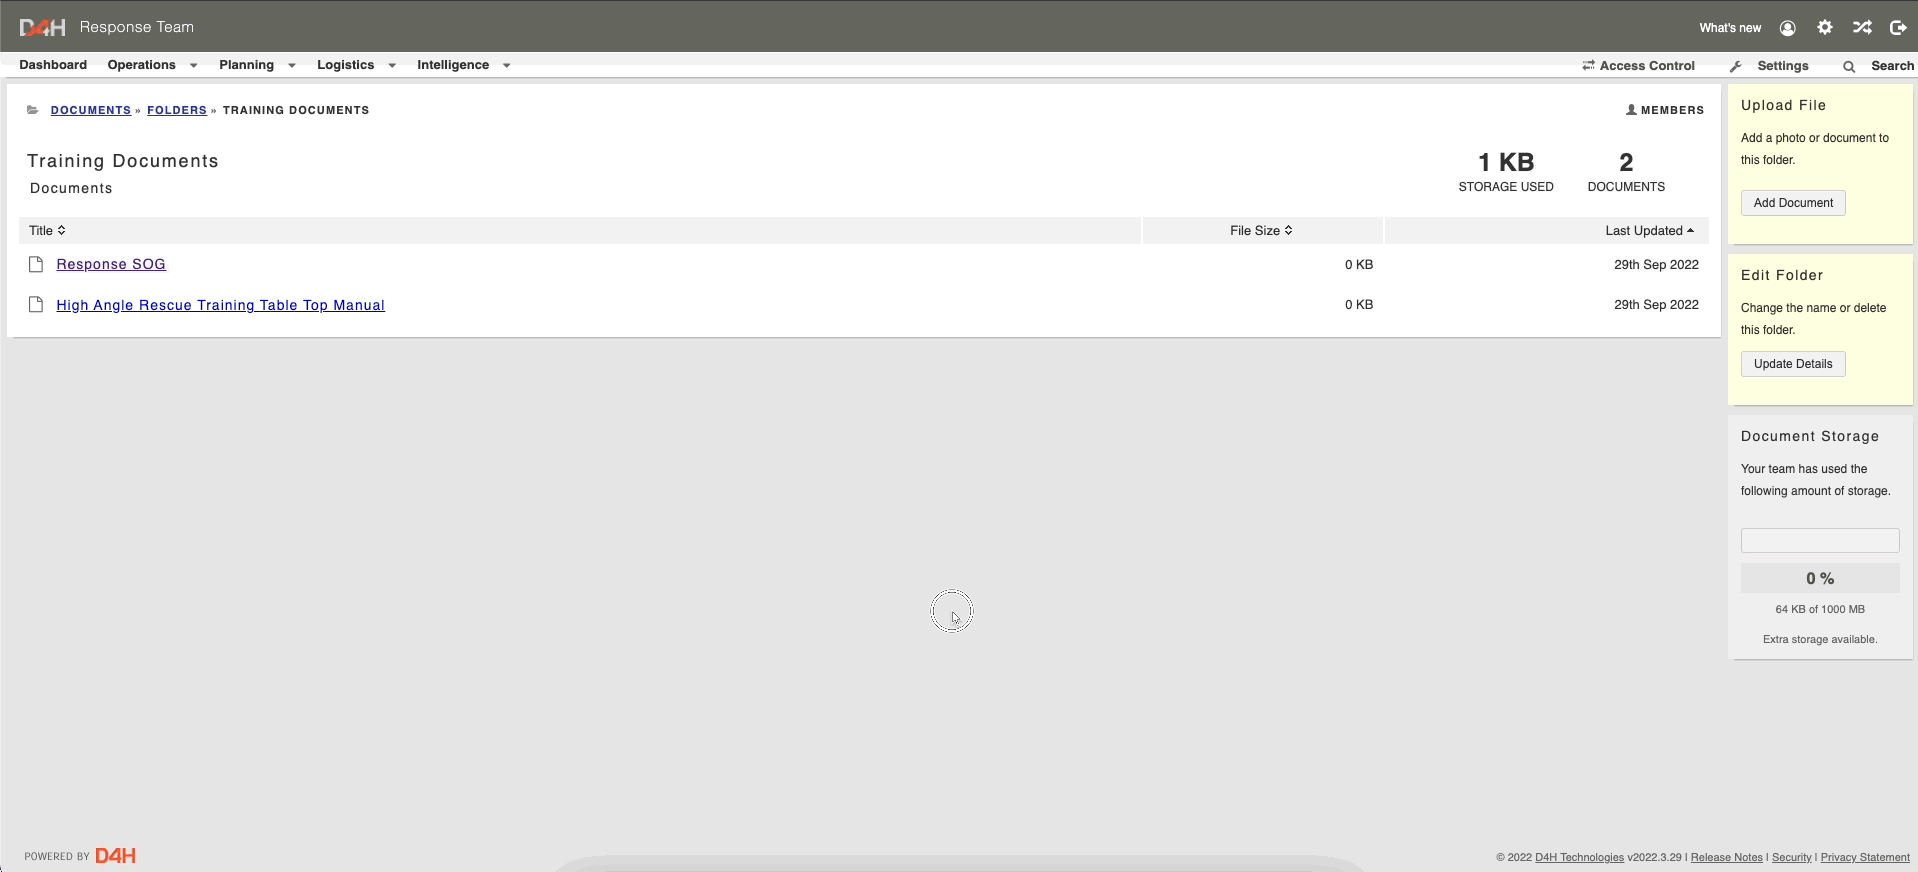 D4H Response Team
What's new
Dashboard Operations Planning Logistics Intelligence
Access Control Settings Search
DOCUMENTS » FOLDERS » TRAINING DOCUMENTS
MEMBERS
Training Documents
Documents
1 KB
STORAGE USED
2
DOCUMENTS
Title File Size Last Updated
Response SOG 0 KB 29th Sep 2022
High Angle Rescue Training Table Top Manual 0 KB 29th Sep 2022
Upload File
Add a photo or document to
this folder.
Add Document
Edit Folder
Change the name or delete
this folder.
Update Details
Document Storage
Your team has used the
following amount of storage.
0 %
64 KB of 1000 MB
Extra storage available.
POWERED BY D4H
© 2022 D4H Technologies v2022.3.29 | Release Notes | Security | Privacy Statement